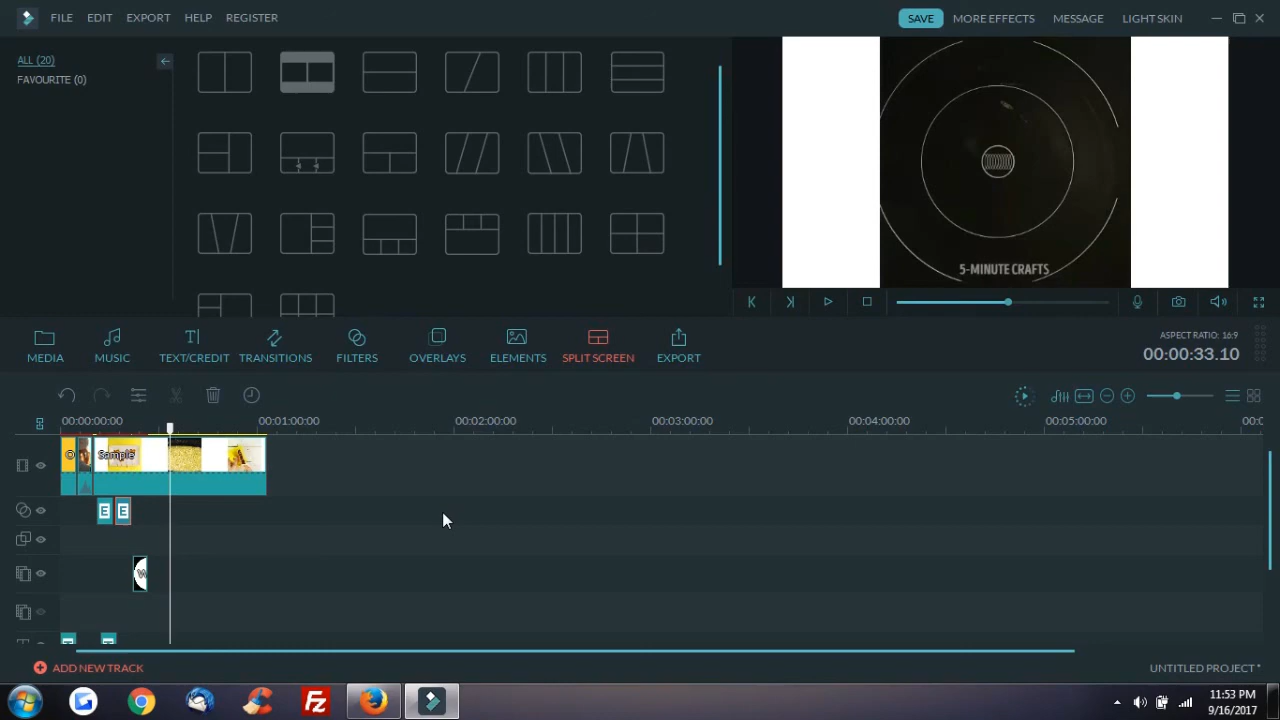 FILE EDIT EXPORT HELP REGISTER
SAVE MORE EFFECTS MESSAGE LIGHT SKIN
ALL (20)
FAVOURITE (0)
5-MINUTE CRAFTS
MEDIA MUSIC TEXT/CREDIT TRANSITIONS FILTERS OVERLAYS ELEMENTS SPLIT SCREEN EXPORT
ASPECT RATIO: 16:9
00:00:33.10
00:00:00:00 00:01:00:00 00:02:00:00 00:03:00:00 00:04:00:00 00:05:00:00 00:0
Sample
E E
ADD NEW TRACK
UNTITLED PROJECT *
Fz
11:53 PM
9/16/2017